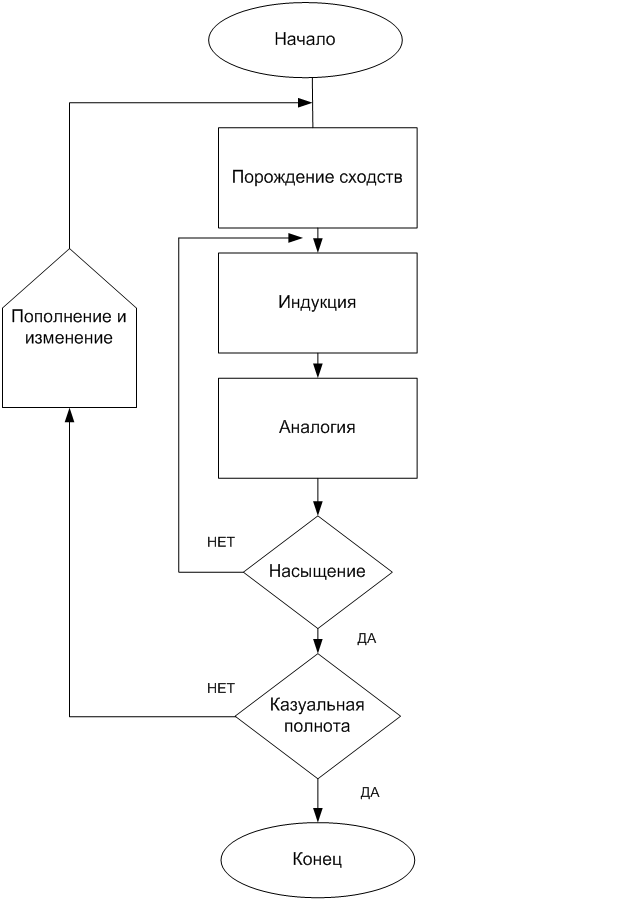 Начало
Порождение сходств
Индукция
Пополнение и
изменение
Аналогия
НЕТ
Насыщение
ДА
НЕТ
Казуальная
полнота
ДА
Конец